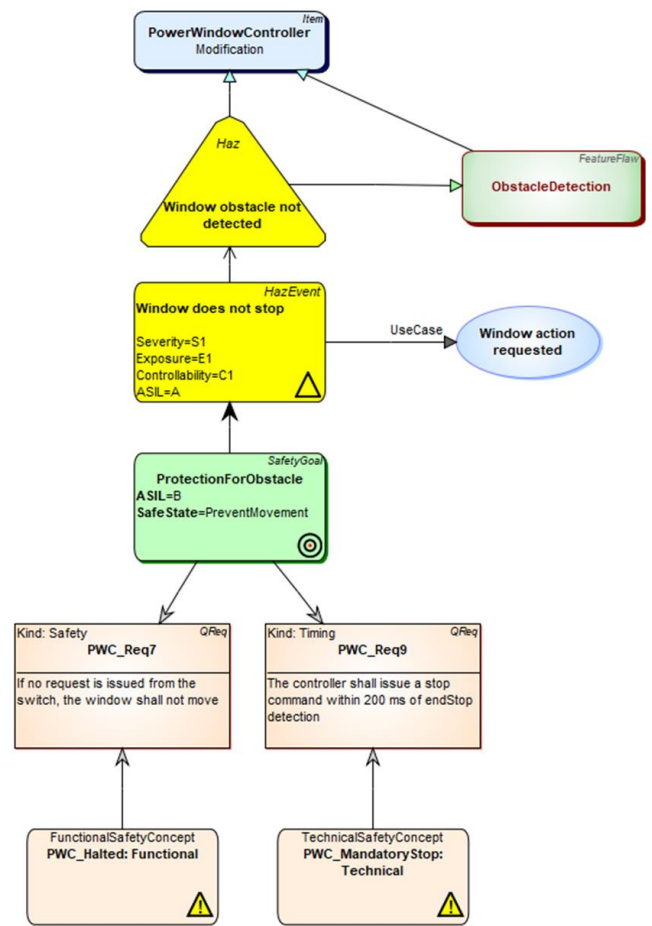 Item
PowerWindowController
Modification
Haz
Window obstacle not
detected
FeatureFlaw
ObstacleDetection
HazEvent
Window does not stop
Severity=S1
Exposure=E1
Controllability=C1
ASIL=A
UseCase
Window action
requested
SafetyGoal
ProtectionForObstacle
ASIL=B
SafeState=PreventMovement
Kind: Safety QReq
PWC_Req7
If no request is issued from the
switch, the window shall not move
Kind: Timing QReq
PWC_Req9
The controller shall issue a stop
command within 200 ms of endStop
detection
FunctionalSafetyConcept
PWC_Halted: Functional
TechnicalSafetyConcept
PWC_MandatoryStop:
Technical